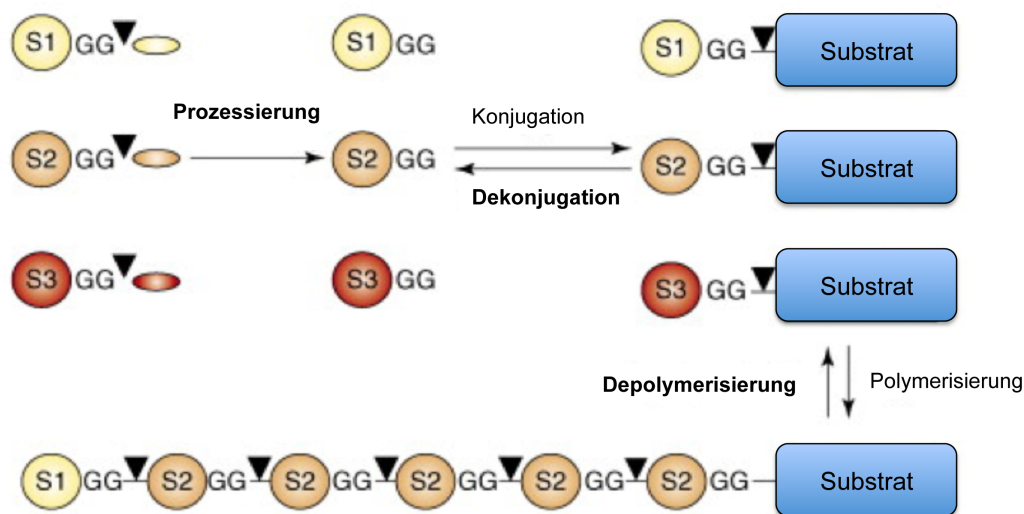 S1 GG S1 GG S1 GG Substrat
Prozessierung Konjugation
S2 GG S2 GG S2 GG Substrat
Dekonjugation
S3 GG S3 GG S3 GG Substrat
Depolymerisierung Polymerisierung
S1 GG S2 GG S2 GG S2 GG S2 GG S2 GG Substrat